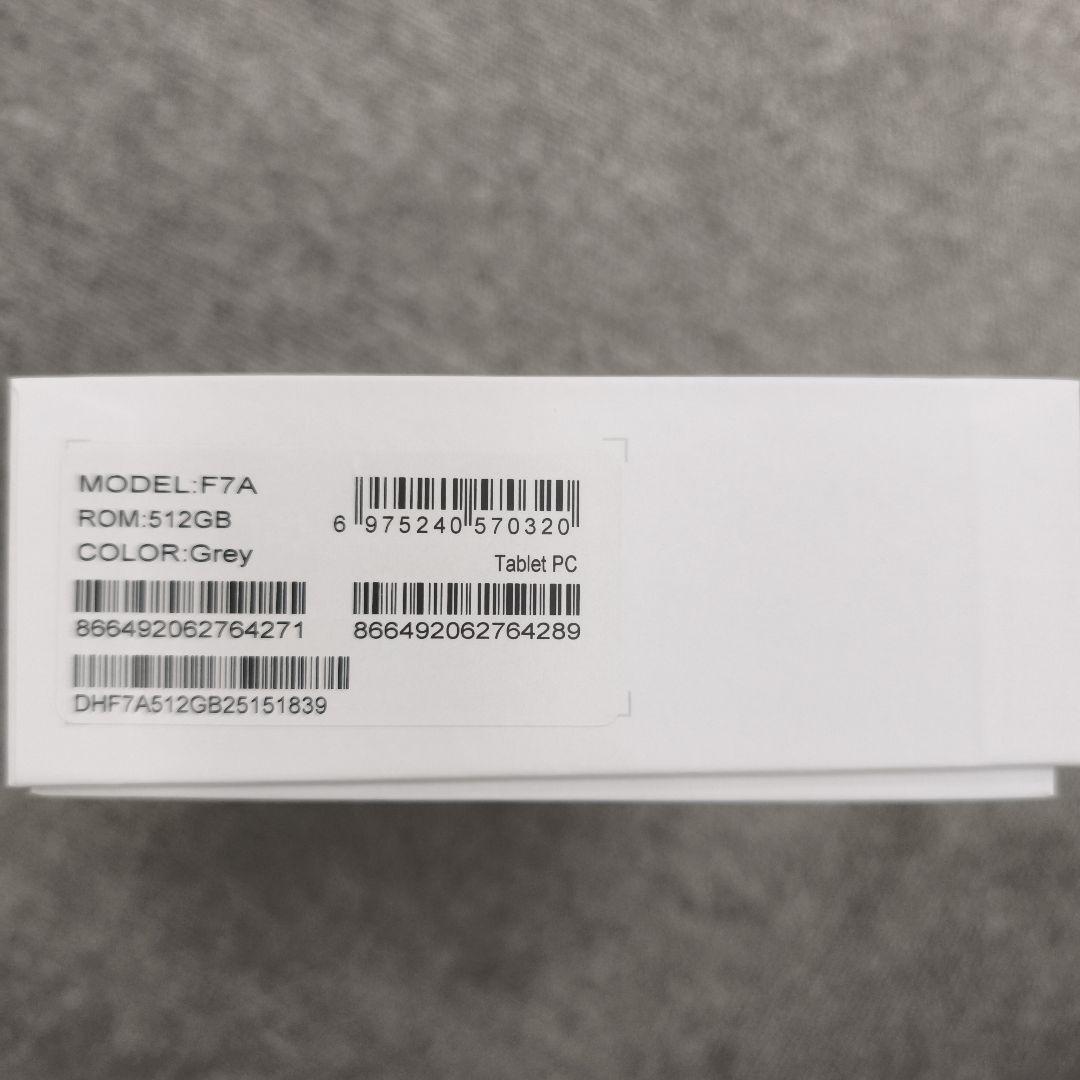 MODEL:F7A
ROM:512GB
COLOR:Grey
6 975240 570320
Tablet PC
866492062764271
866492062764289
DHF7A512GB25151839